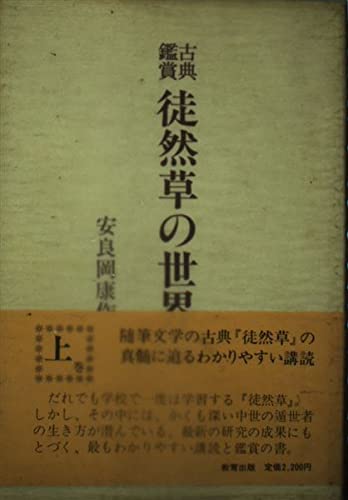 古典
鑑賞
徒然草の世界
安良岡康作
上
巻
随筆文学の古典『徒然草』の
真髄に迫るわかりやすい講読
だれでも学校で一度は学習する『徒然草』。
しかし、その中には、かくも深い中世の遁世者
の生き方が潜んでいる。最新の研究の成果にも
とづく、最もわかりやすい講読と鑑賞の書。
教育出版 定価2,200円